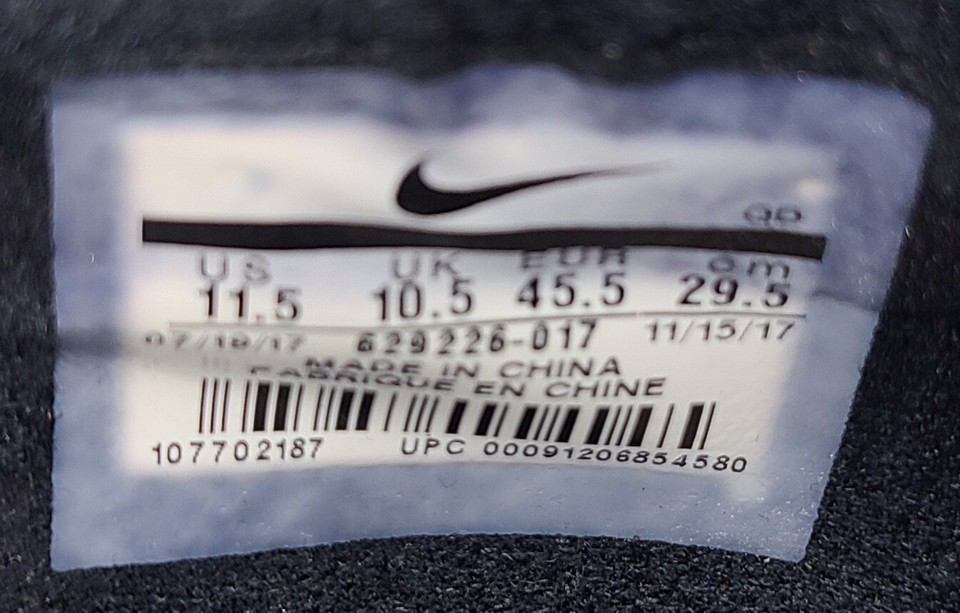 QD
US UK EUR cm
11.5 10.5 45.5 29.5
07/19/17 629226-017 11/15/17
MADE IN CHINA
FABRIQUE EN CHINE
107702187 UPC 00091206854580